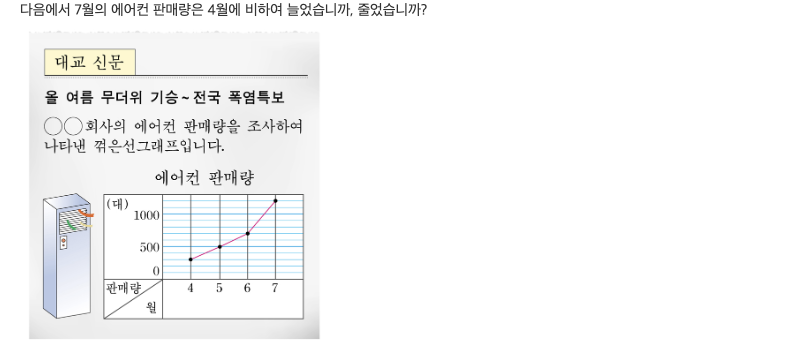 다음에서 7월의 에어컨 판매량은 4월에 비하여 늘었습니까, 줄었습니까?
대교 신문
올 여름 무더위 기승~전국 폭염특보
○○회사의 에어컨 판매량을 조사하여
나타낸 꺾은선그래프입니다.
에어컨 판매량
(대)
1000
500
0
판매량
월
4 5 6 7